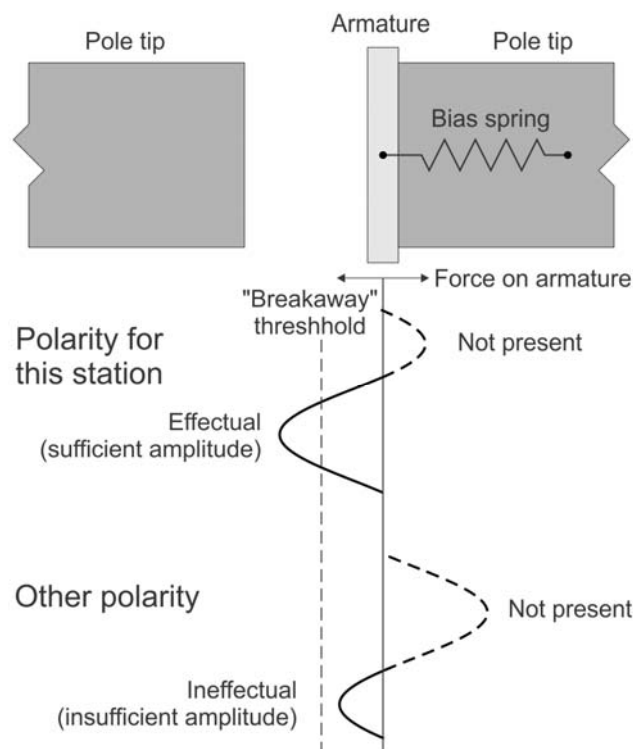 Armature
Pole tip
Pole tip
Bias spring
Force on armature
"Breakaway"
threshhold
Polarity for
this station
Not present
Effectual
(sufficient amplitude)
Other polarity
Not present
Ineffectual
(insufficient amplitude)